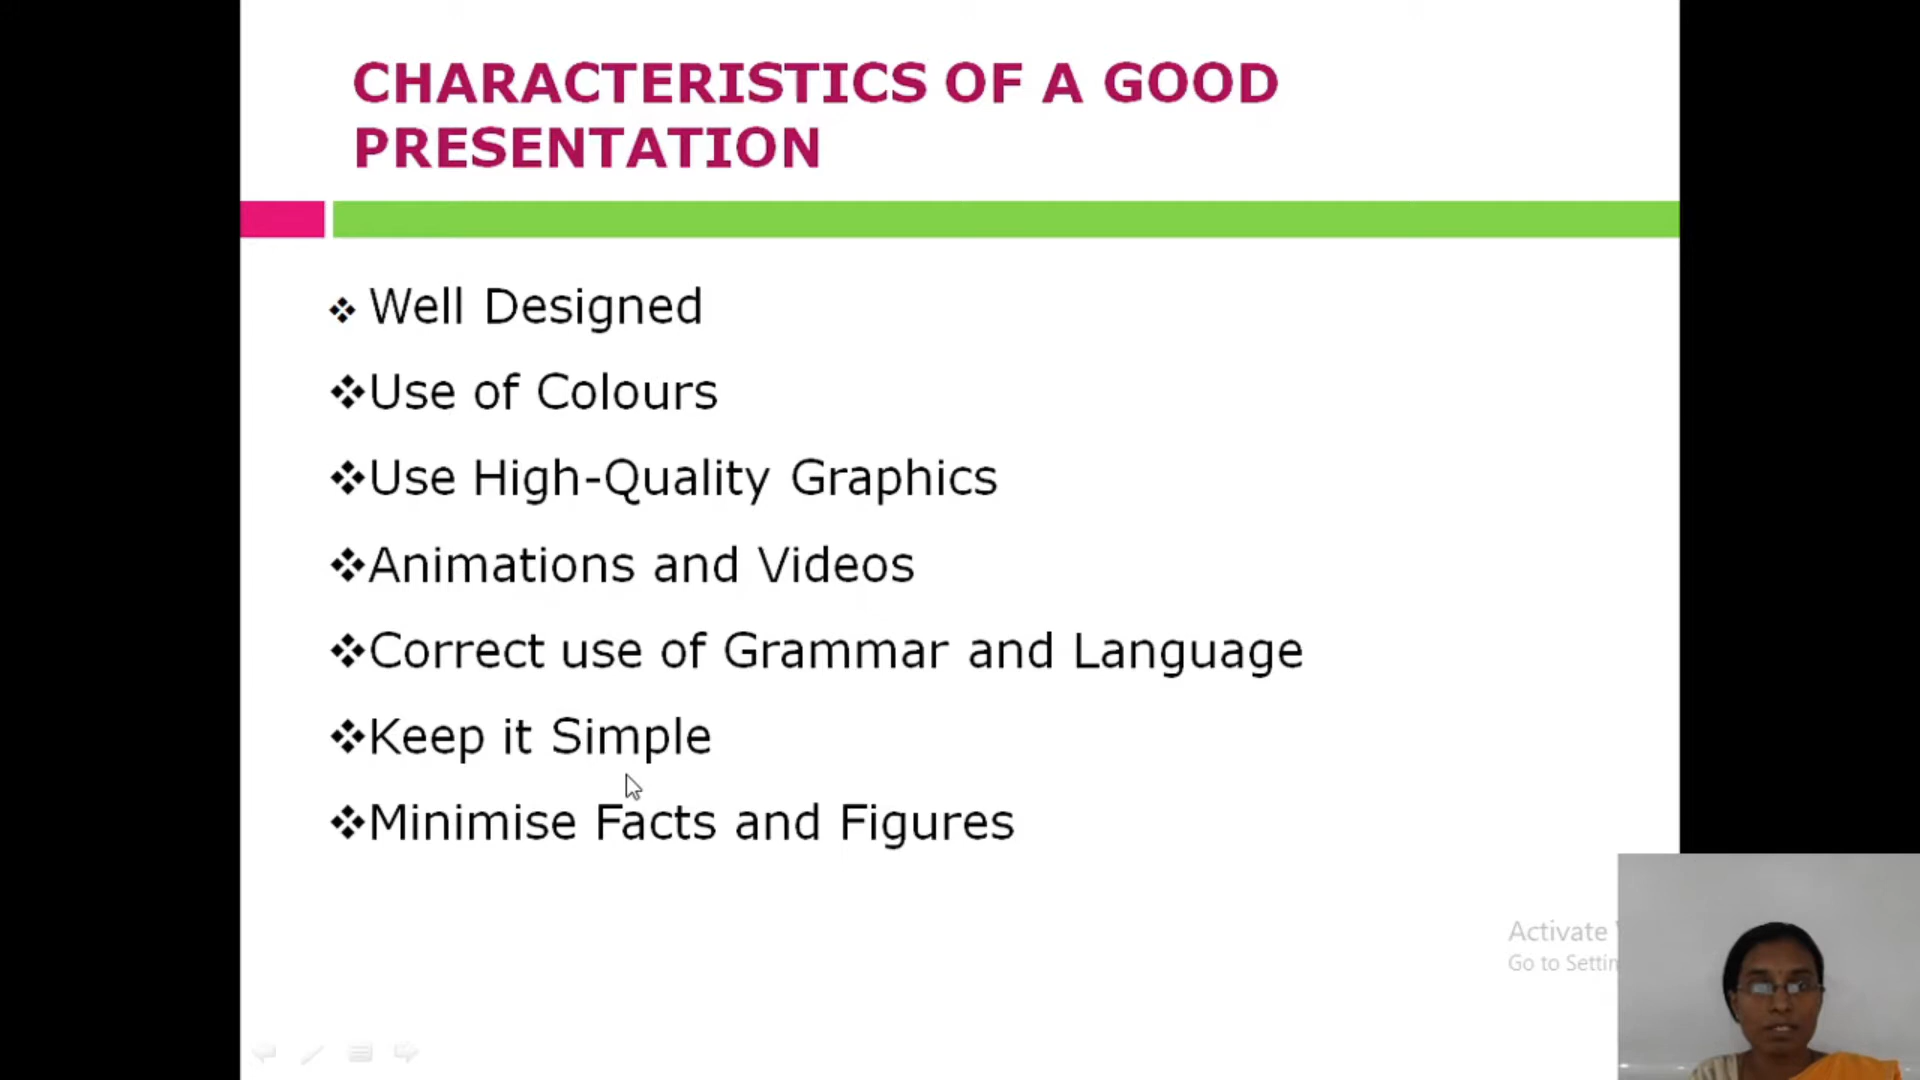 CHARACTERISTICS OF A GOOD
PRESENTATION
Well Designed
Use of Colours
Use High-Quality Graphics
Animations and Videos
Correct use of Grammar and Language
Keep it Simple
Minimise Facts and Figures
Activate
Go to